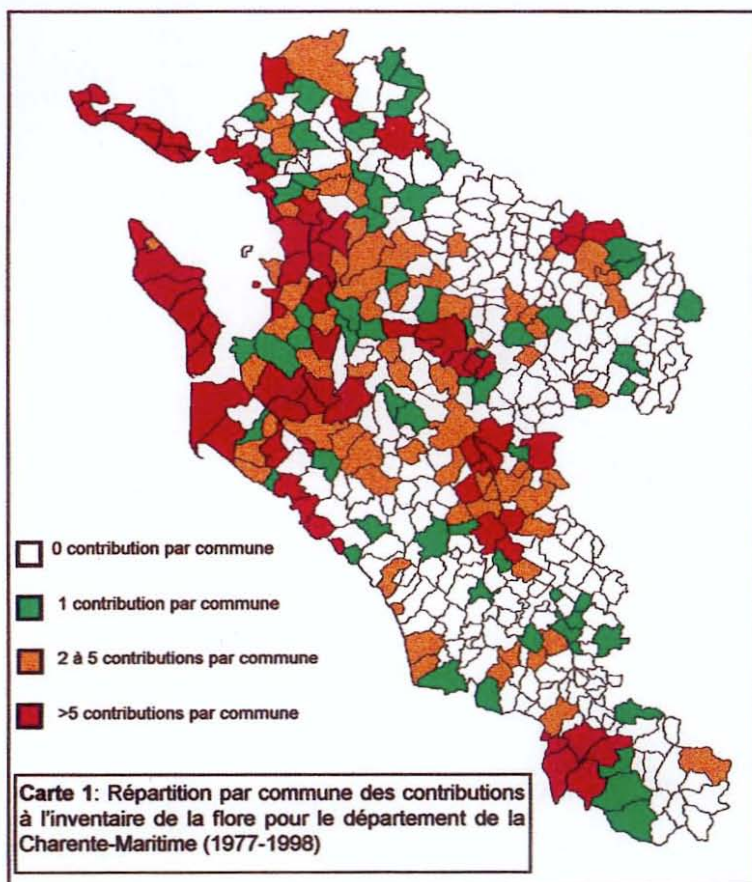 0 contribution par commune
1 contribution par commune
2 à 5 contributions par commune
>5 contributions par commune
Carte 1: Répartition par commune des contributions
à l'inventaire de la flore pour le département de la
Charente-Maritime (1977-1998)